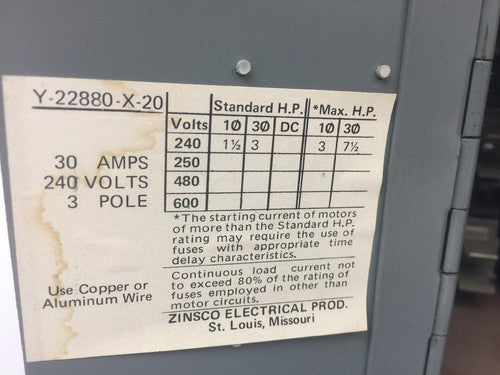 Y-22880-X-20
Standard H.P. *Max. H.P.
Volts 1Ø 3Ø DC 1Ø 3Ø
240 1½ 3 3 7½
30 AMPS 250
240 VOLTS 480
3 POLE 600
*The starting current of motors
of more than the Standard H.P.
rating may require the use of
fuses with appropriate time
delay characteristics.
Use Copper or
Aluminum Wire
Continuous load current not
to exceed 80% of the rating of
fuses employed in other than
motor circuits.
ZINSCO ELECTRICAL PROD.
St. Louis, Missouri